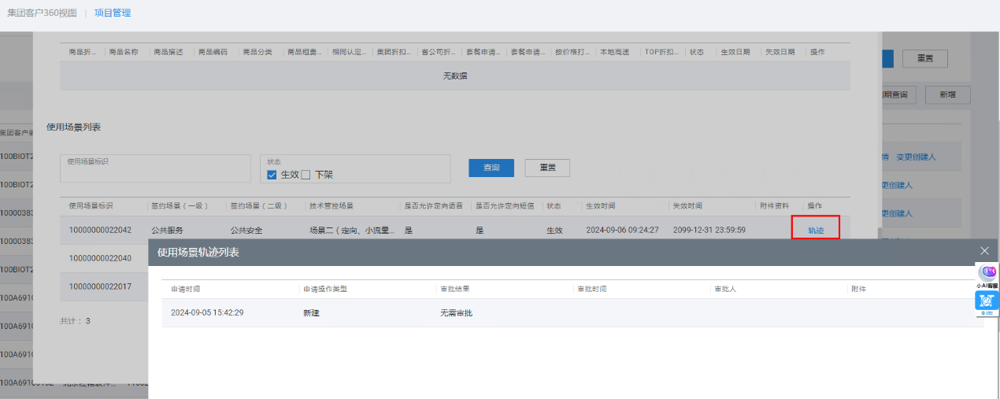 集团客户360视图 | 项目管理
商品折... 商品名称 商品描述 商品编码 商品分类 商品租费... 相同认定... 集团折扣... 省公司折... 套餐申请... 套餐申请... 按价格打... 本地高速 TOP折扣... 状态 生效日期 失效日期 操作
重置
无数据
期查询 新增
使用场景列表
集团客户编
100BIOT2 情 变更创建人
使用场景标识 状态
生效 下架 查询 重置
100BIOT2 更创建人
使用场景标识 签约场景（一级） 签约场景（二级） 技术管控场景 是否允许定向语音 是否允许定向短信 状态 生效时间 失效时间 附件资料 操作
10000383 更创建人
10000000022042 公共服务 公共安全 场景二（定向、小流量... 是 是 生效 2024-09-06 09:24:27 2099-12-31 23:59:59 轨迹
10000383
使用场景轨迹列表
10000000022040
100BIOT2
10000000022017
小AI客服
申请时间 申请操作类型 审批结果 审批时间 审批人 附件
100A6910
2024-09-05 15:42:29 新建 无需审批
共计： 3
100A6910
100A6910